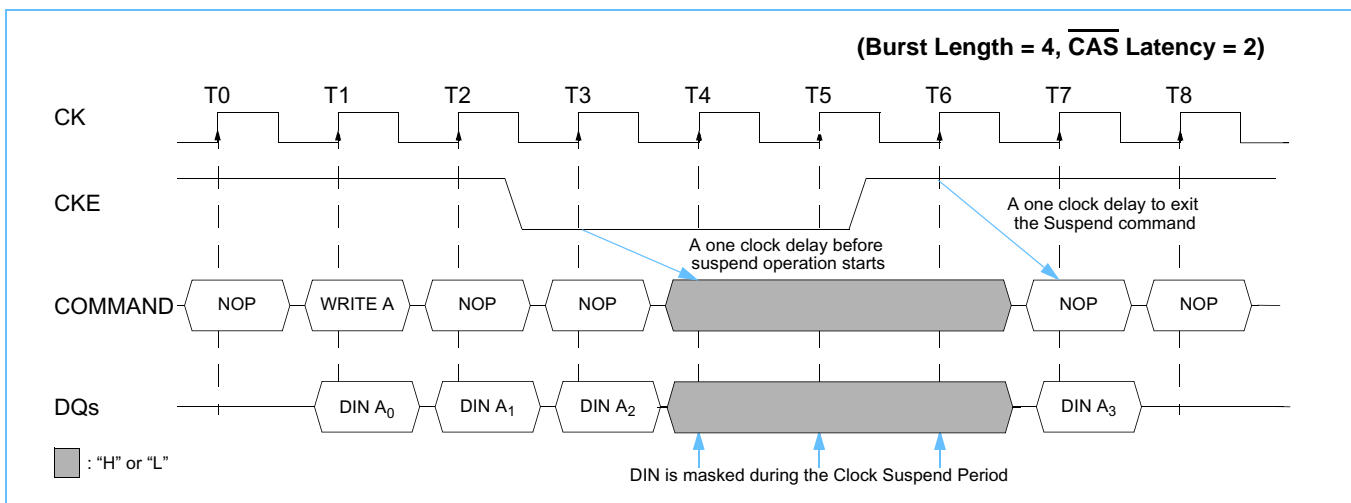 (Burst Length = 4, CAS Latency = 2)
T0 T1 T2 T3 T4 T5 T6 T7 T8
CK
CKE
A one clock delay to exit
the Suspend command
A one clock delay before
suspend operation starts
COMMAND NOP WRITE A NOP NOP NOP NOP
DQs DIN A0 DIN A1 DIN A2 DIN A3
: “H” or “L”
DIN is masked during the Clock Suspend Period